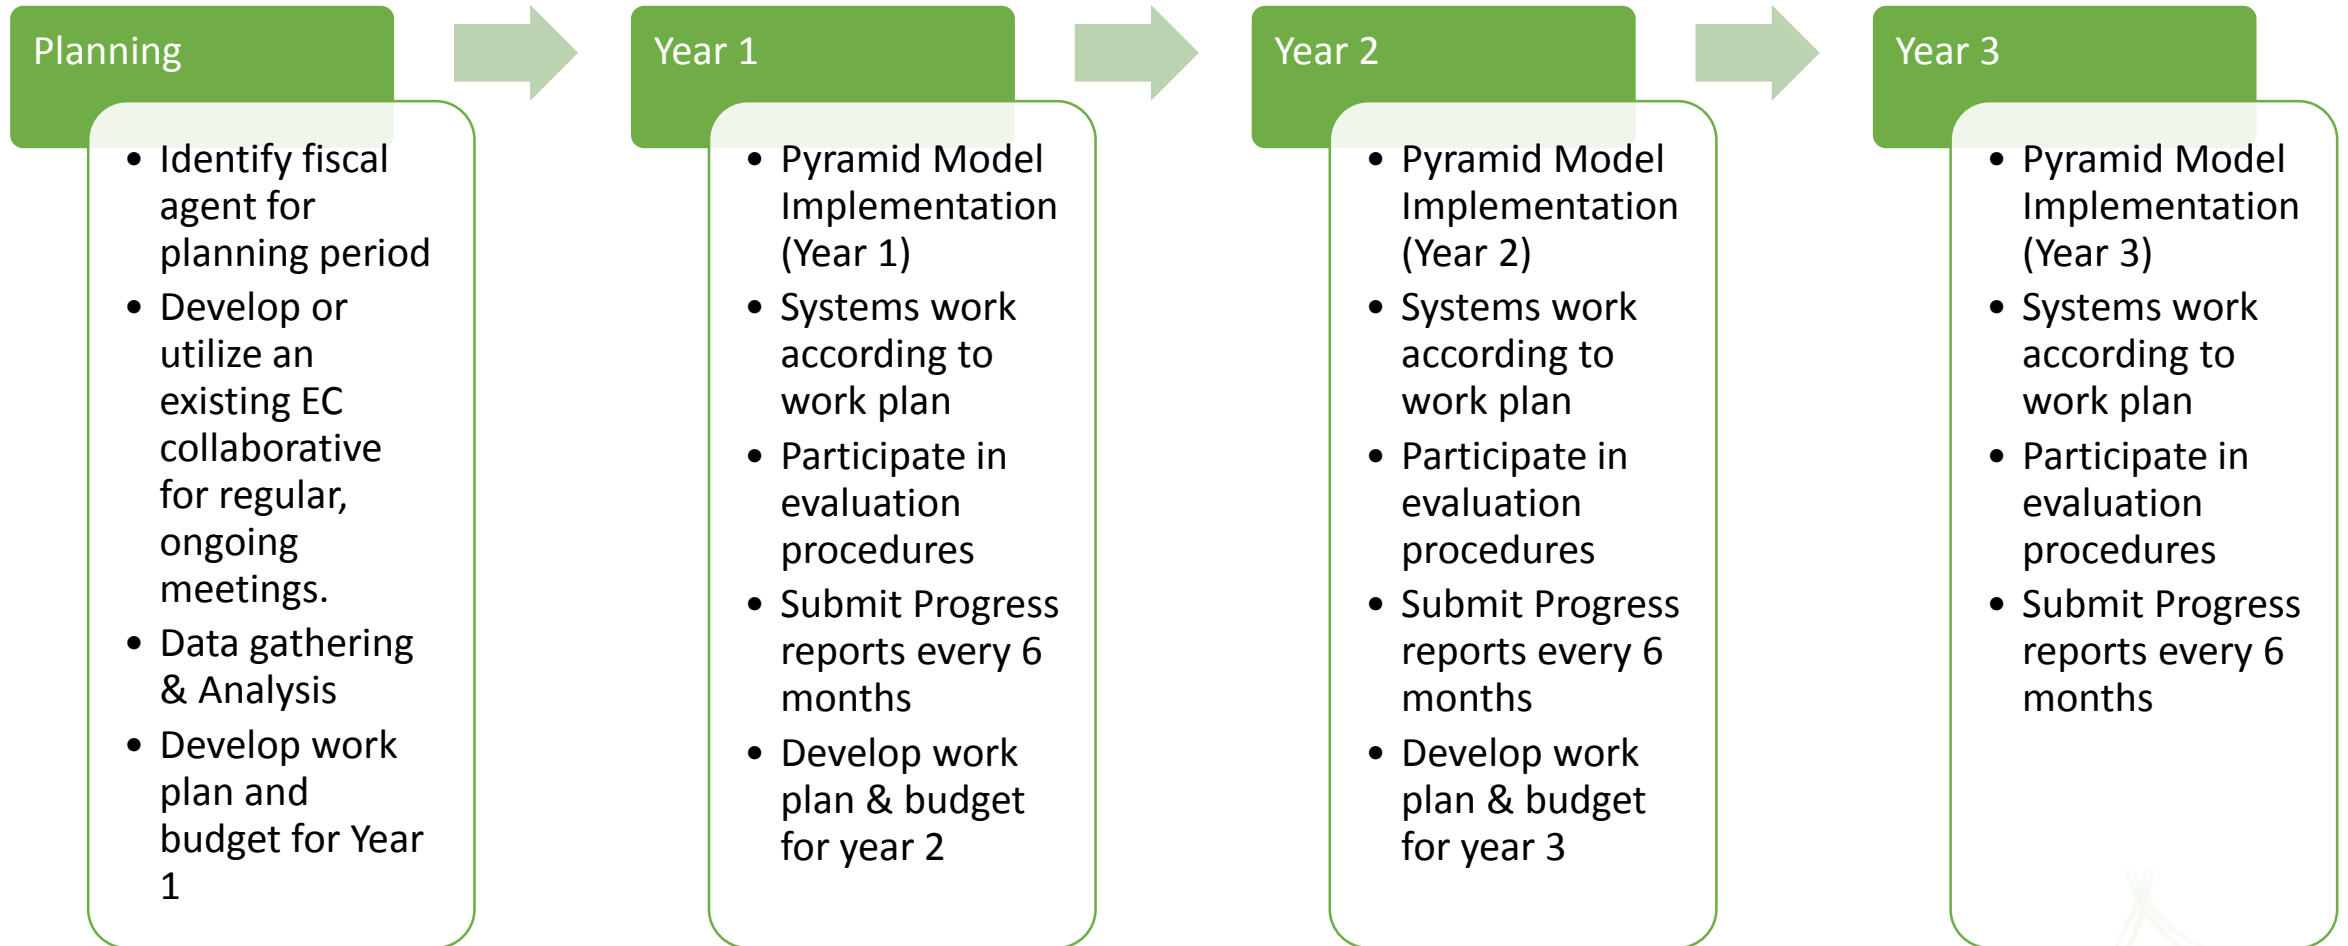 Planning
• Identify fiscal
agent for
planning period
• Develop or
utilize an
existing EC
collaborative
for regular,
ongoing
meetings.
• Data gathering
& Analysis
• Develop work
plan and
budget for Year
1
Year 1
• Pyramid Model
Implementation
(Year 1)
• Systems work
according to
work plan
• Participate in
evaluation
procedures
• Submit Progress
reports every 6
months
• Develop work
plan & budget
for year 2
Year 2
• Pyramid Model
Implementation
(Year 2)
• Systems work
according to
work plan
• Participate in
evaluation
procedures
• Submit Progress
reports every 6
months
• Develop work
plan & budget
for year 3
Year 3
• Pyramid Model
Implementation
(Year 3)
• Systems work
according to
work plan
• Participate in
evaluation
procedures
• Submit Progress
reports every 6
months